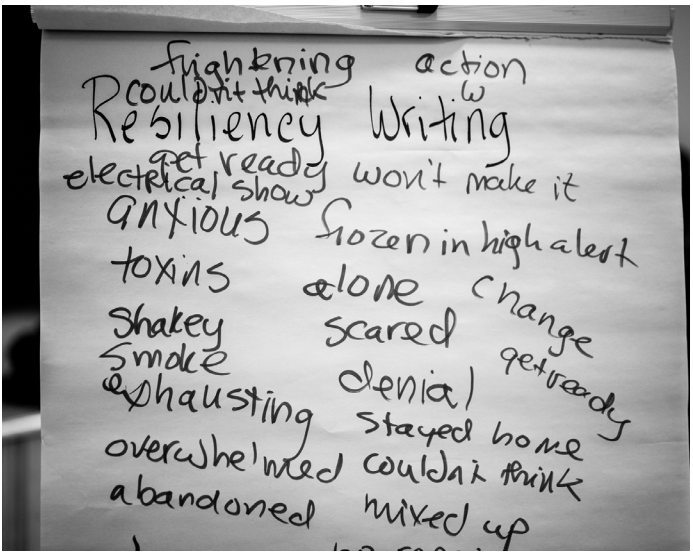 frightening action
couldn't think w
Resiliency Writing
get ready won't make it
electrical show
anxious frozen in high alert
toxins alone change
shakey scared get ready
smoke denial
exhausting stayed home
overwhelmed couldn't think
abandoned mixed up